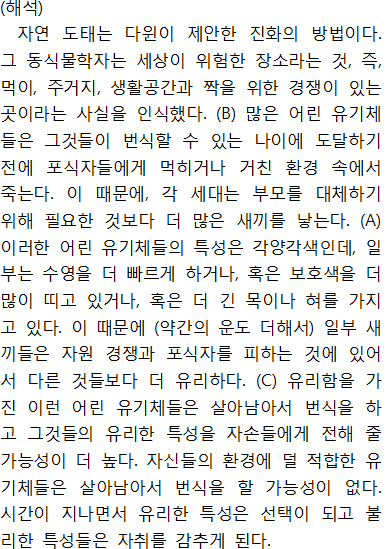 (해석)
자연 도태는 다윈이 제안한 진화의 방법이다.
그 동식물학자는 세상이 위험한 장소라는 것, 즉,
먹이, 주거지, 생활공간과 짝을 위한 경쟁이 있는
곳이라는 사실을 인식했다. (B) 많은 어린 유기체
들은 그것들이 번식할 수 있는 나이에 도달하기
전에 포식자들에게 먹히거나 거친 환경 속에서
죽는다. 이 때문에, 각 세대는 부모를 대체하기
위해 필요한 것보다 더 많은 새끼를 낳는다. (A)
이러한 어린 유기체들의 특성은 각양각색인데, 일
부는 수영을 더 빠르게 하거나, 혹은 보호색을 더
많이 띠고 있거나, 혹은 더 긴 목이나 혀를 가지
고 있다. 이 때문에 (약간의 운도 더해서) 일부 새
끼들은 자원 경쟁과 포식자를 피하는 것에 있어
서 다른 것들보다 더 유리하다. (C) 유리함을 가
진 이런 어린 유기체들은 살아남아서 번식을 하
고 그것들의 유리한 특성을 자손들에게 전해 줄
가능성이 더 높다. 자신들의 환경에 덜 적합한 유
기체들은 살아남아서 번식을 할 가능성이 없다.
시간이 지나면서 유리한 특성은 선택이 되고 불
리한 특성들은 자취를 감추게 된다.